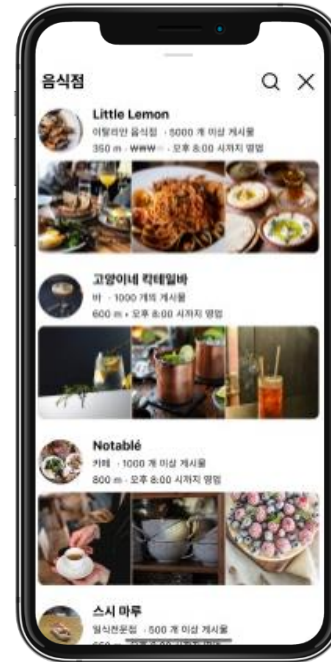 음식점
Little Lemon
이탈리안 음식점 · 5000 개 이상 게시물
350 m · ₩₩₩ · 오후 8:00 시까지 영업
고양이네 칵테일바
바 · 1000 개의 게시물
600 m • 오후 8:00 시까지 영업
Notablé
카페 · 1000 개 이상 게시물
800 m · 오후 8:00 시까지 영업
스시 마루
일식전문점 · 500 개 이상 게시물